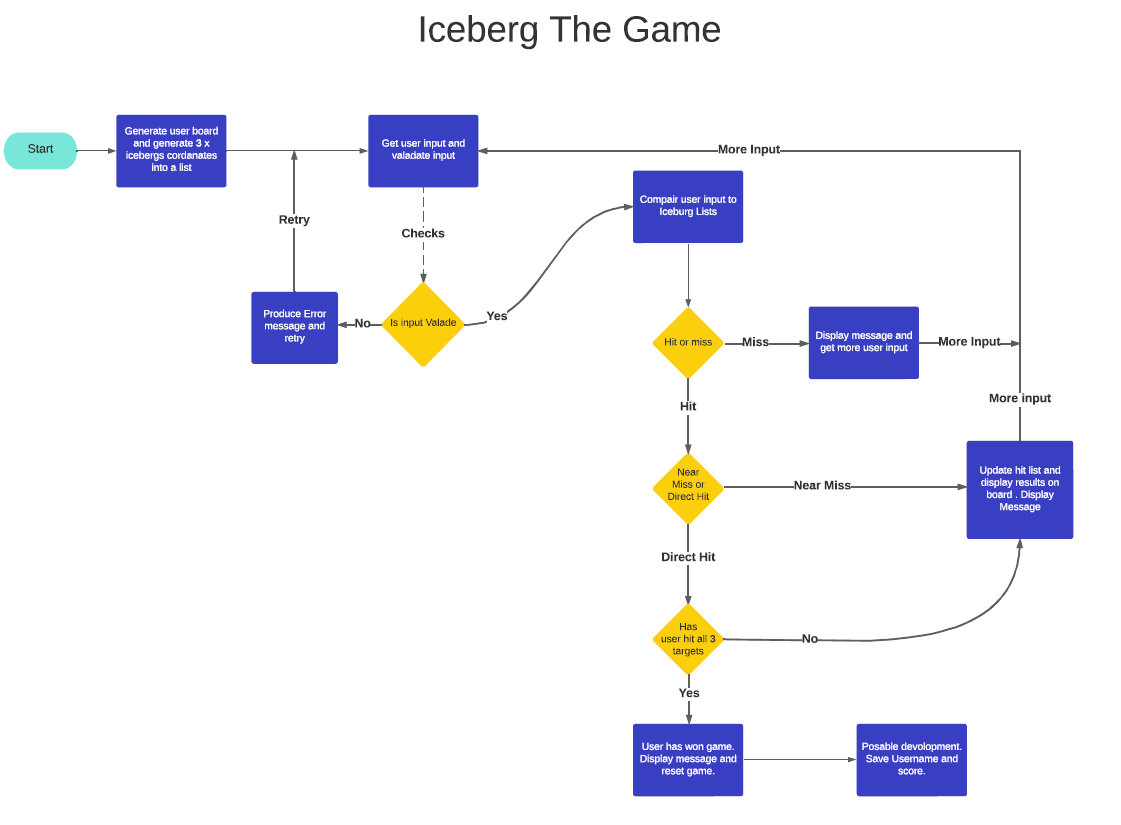 Iceberg The Game
Start
Generate user board
and generate 3 x
icebergs cordanates
into a list
Get user input and
valadate input
More Input
Compair user input to
Iceburg Lists
Retry
Checks
Produce Error
message and
retry
No
Is input Valade
Yes
Hit or miss
Miss
Display message and
get more user input
More Input
Hit
More input
Near
Miss or
Direct Hit
Near Miss
Update hit list and
display results on
board . Display
Message
Direct Hit
Has
user hit all 3
targets
No
Yes
User has won game.
Display message and
reset game.
Posable devolopment.
Save Username and
score.